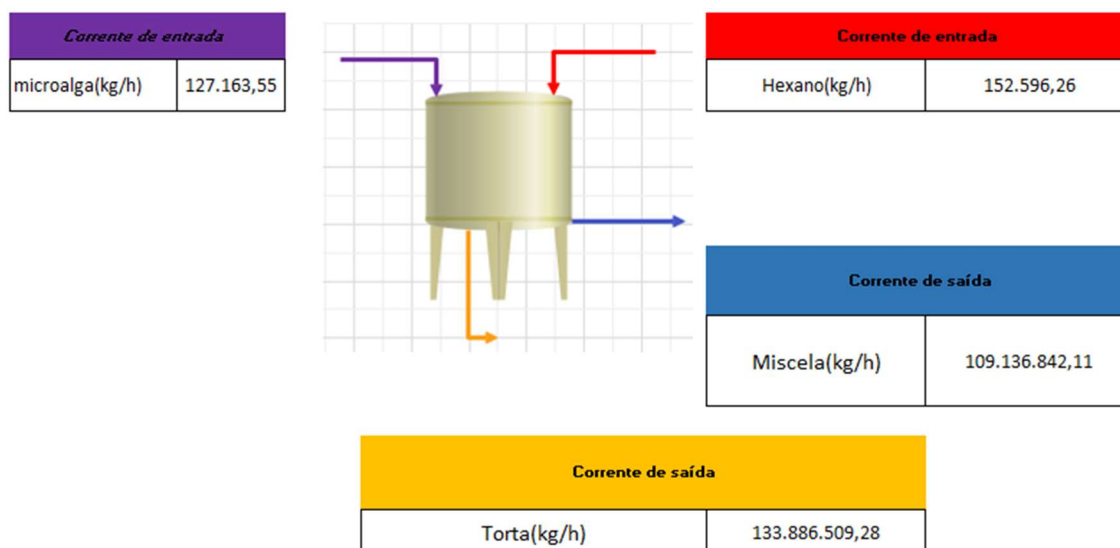 Corrente de entrada
microalga(kg/h) 127.163,55
Corrente de entrada
Hexano(kg/h) 152.596,26
Corrente de saída
Miscela(kg/h) 109.136.842,11
Corrente de saída
Torta(kg/h) 133.886.509,28